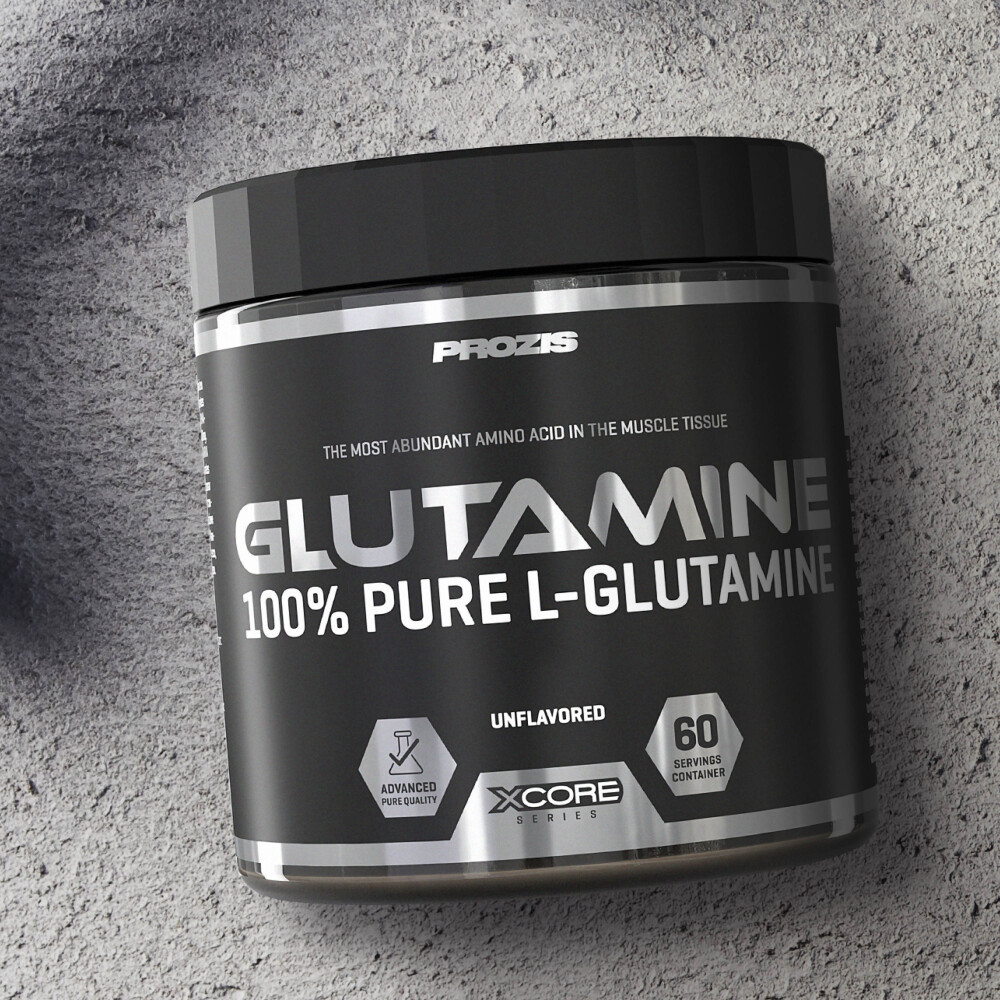 PROZIS
THE MOST ABUNDANT AMINO ACID IN THE MUSCLE TISSUE
GLUTAMINE
100% PURE L-GLUTAMINE
UNFLAVORED
ADVANCED
PURE QUALITY
XCORE
SERIES
60
SERVINGS
CONTAINER